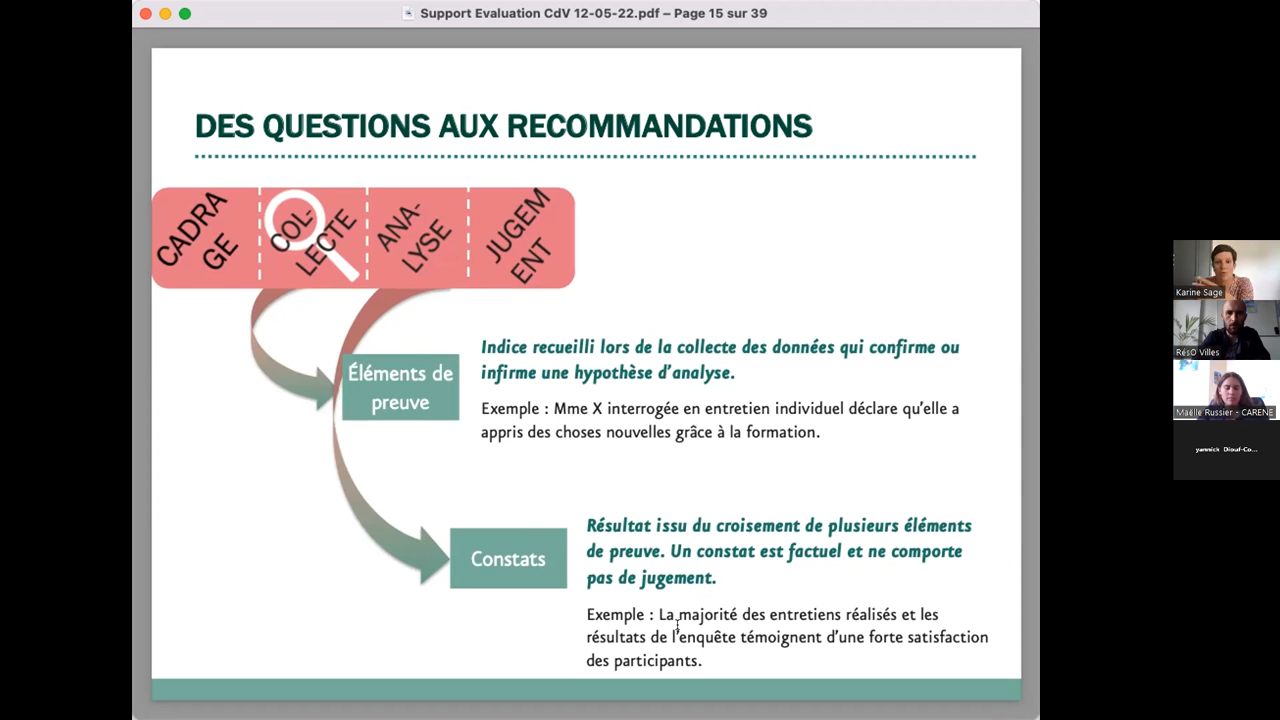 Support Evaluation CdV 12-05-22.pdf – Page 15 sur 39
DES QUESTIONS AUX RECOMMANDATIONS
CADRA
GE
COL-
LECTE
ANA-
LYSE
JUGEM
ENT
Éléments de
preuve
Indice recueilli lors de la collecte des données qui confirme ou
infirme une hypothèse d'analyse.
Exemple : Mme X interrogée en entretien individuel déclare qu'elle a
appris des choses nouvelles grâce à la formation.
Constats
Résultat issu du croisement de plusieurs éléments
de preuve. Un constat est factuel et ne comporte
pas de jugement.
Exemple : La majorité des entretiens réalisés et les
résultats de l'enquête témoignent d'une forte satisfaction
des participants.
Karine Sage
RésO Villes
Maëlle Russier - CARENE
yannick Diouf-Co...